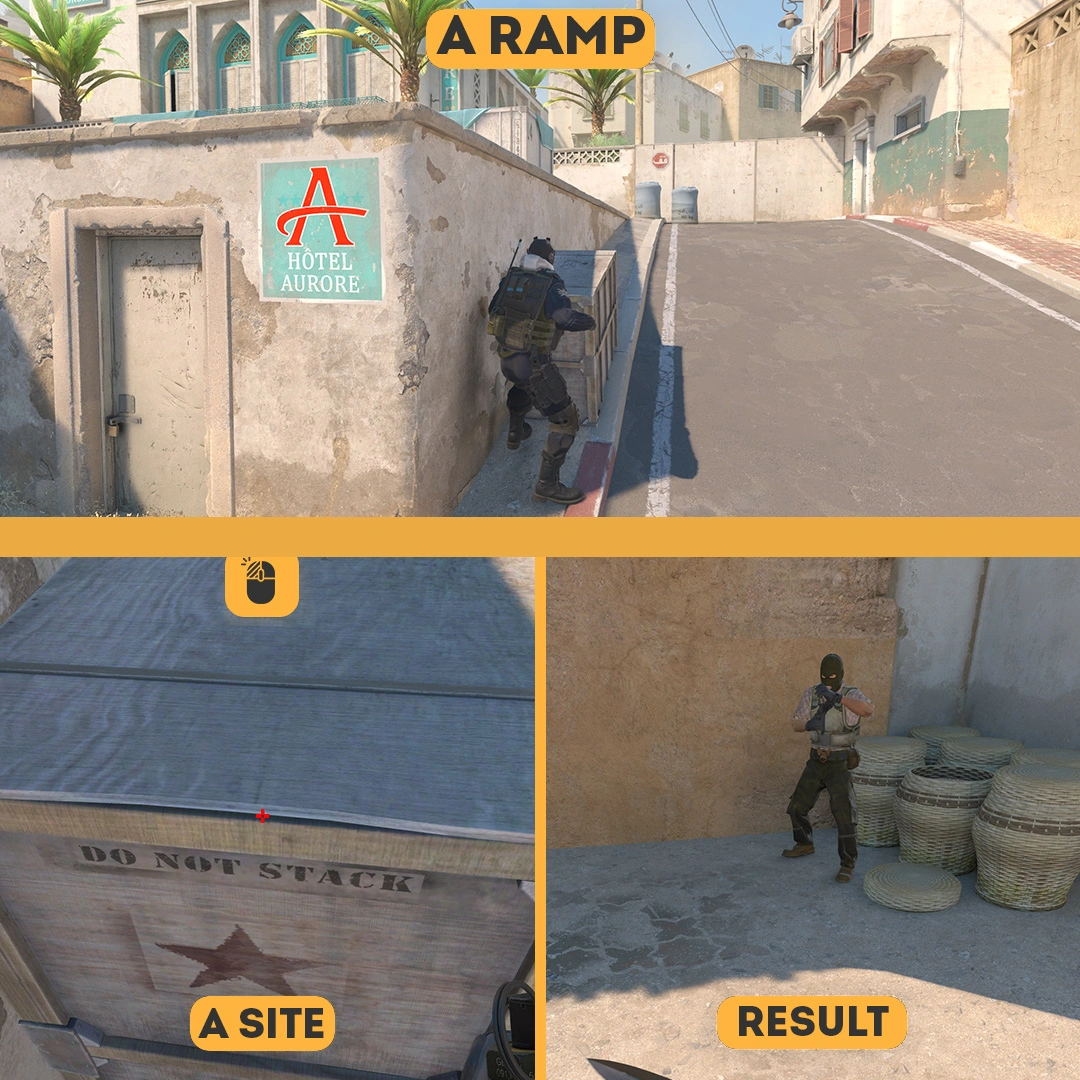 A RAMP
A
HÔTEL
AURORE
DO NOT STACK
A SITE
RESULT